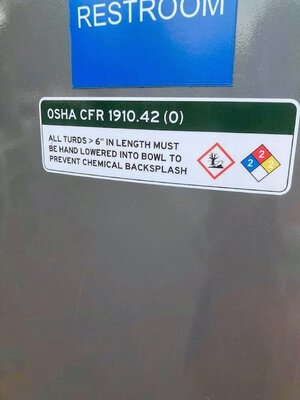 RESTROOM
OSHA CFR 1910.42 (O)
ALL TURDS > 6" IN LENGTH MUST
BE HAND LOWERED INTO BOWL TO
PREVENT CHEMICAL BACKSPLASH
2
2 2